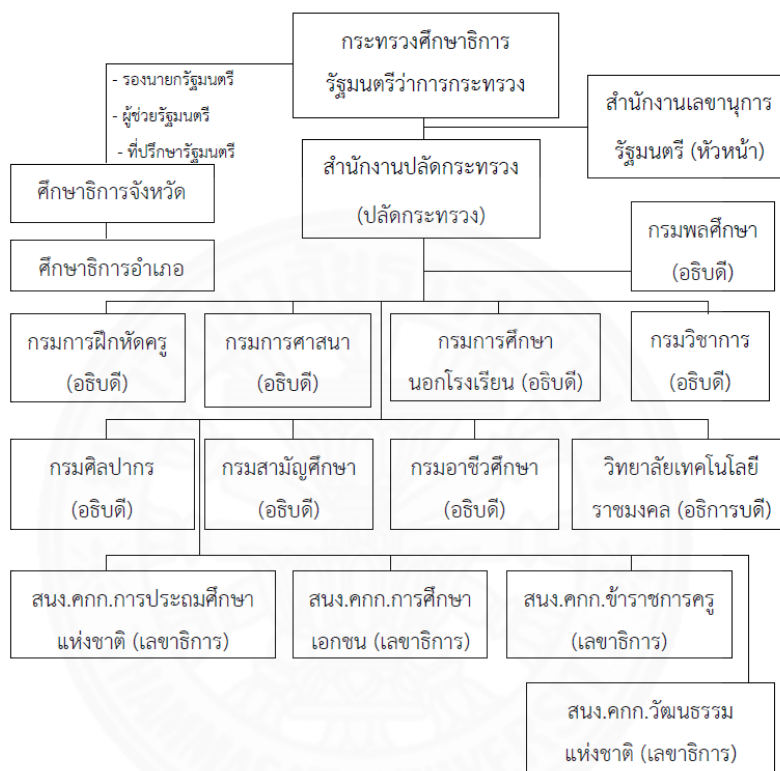 กระทรวงศึกษาธิการ
รัฐมนตรีว่าการกระทรวง
- รองนายกรัฐมนตรี
- ผู้ช่วยรัฐมนตรี
- ที่ปรึกษารัฐมนตรี
สำนักงานเลขานุการ
รัฐมนตรี (หัวหน้า)
สำนักงานปลัดกระทรวง
(ปลัดกระทรวง)
ศึกษาธิการจังหวัด
ศึกษาธิการอำเภอ
กรมพลศึกษา
(อธิบดี)
กรมการฝึกหัดครู
(อธิบดี)
กรมการศาสนา
(อธิบดี)
กรมการศึกษา
นอกโรงเรียน (อธิบดี)
กรมวิชาการ
(อธิบดี)
กรมศิลปากร
(อธิบดี)
กรมสามัญศึกษา
(อธิบดี)
กรมอาชีวศึกษา
(อธิบดี)
วิทยาลัยเทคโนโลยี
ราชมงคล (อธิการบดี)
สนง.คกก.การประถมศึกษา
แห่งชาติ (เลขาธิการ)
สนง.คกก.การศึกษา
เอกชน (เลขาธิการ)
สนง.คกก.ข้าราชการครู
(เลขาธิการ)
สนง.คกก.วัฒนธรรม
แห่งชาติ (เลขาธิการ)